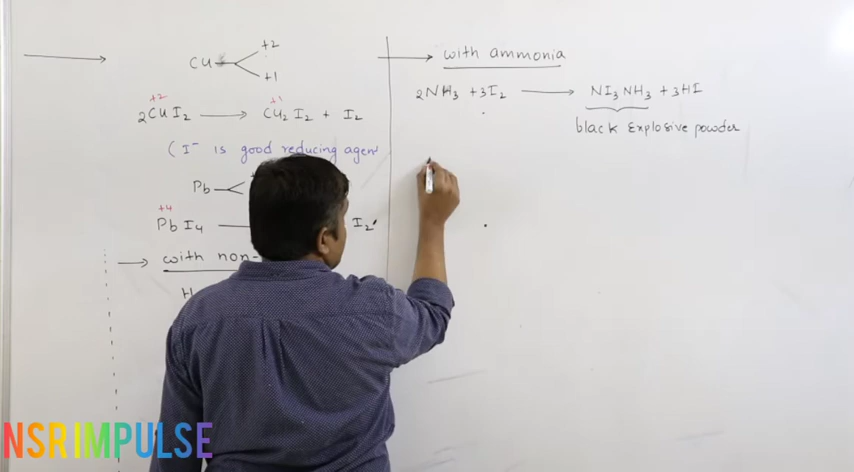 Cu +2
+1
+2 +1
2CuI₂ → Cu₂I₂ + I₂
(I⁻ is good reducing agent
Pb
+4
PbI₄ — I₂
→ with non-
H
→ with ammonia
2NH₃ + 3I₂ → NI₃NH₃ + 3HI
black explosive powder
NSRIMPULSE